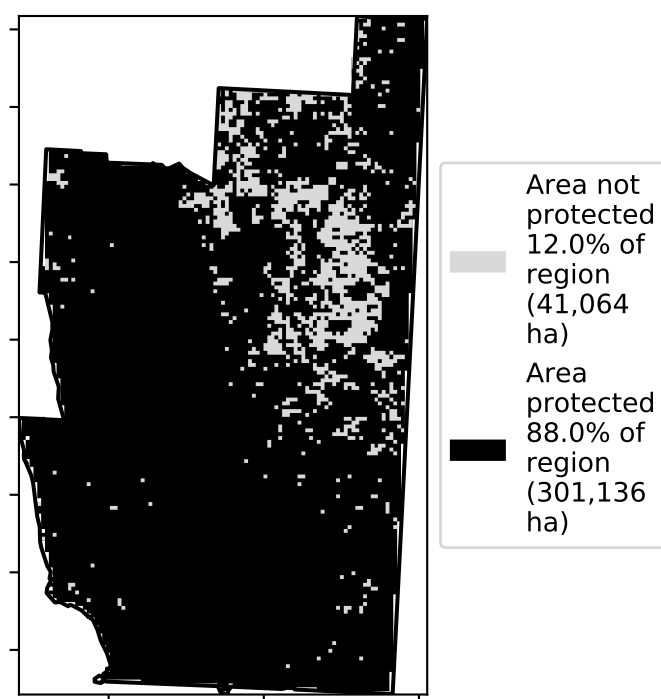 Area not
protected
12.0% of
region
(41,064
ha)
Area
protected
88.0% of
region
(301,136
ha)